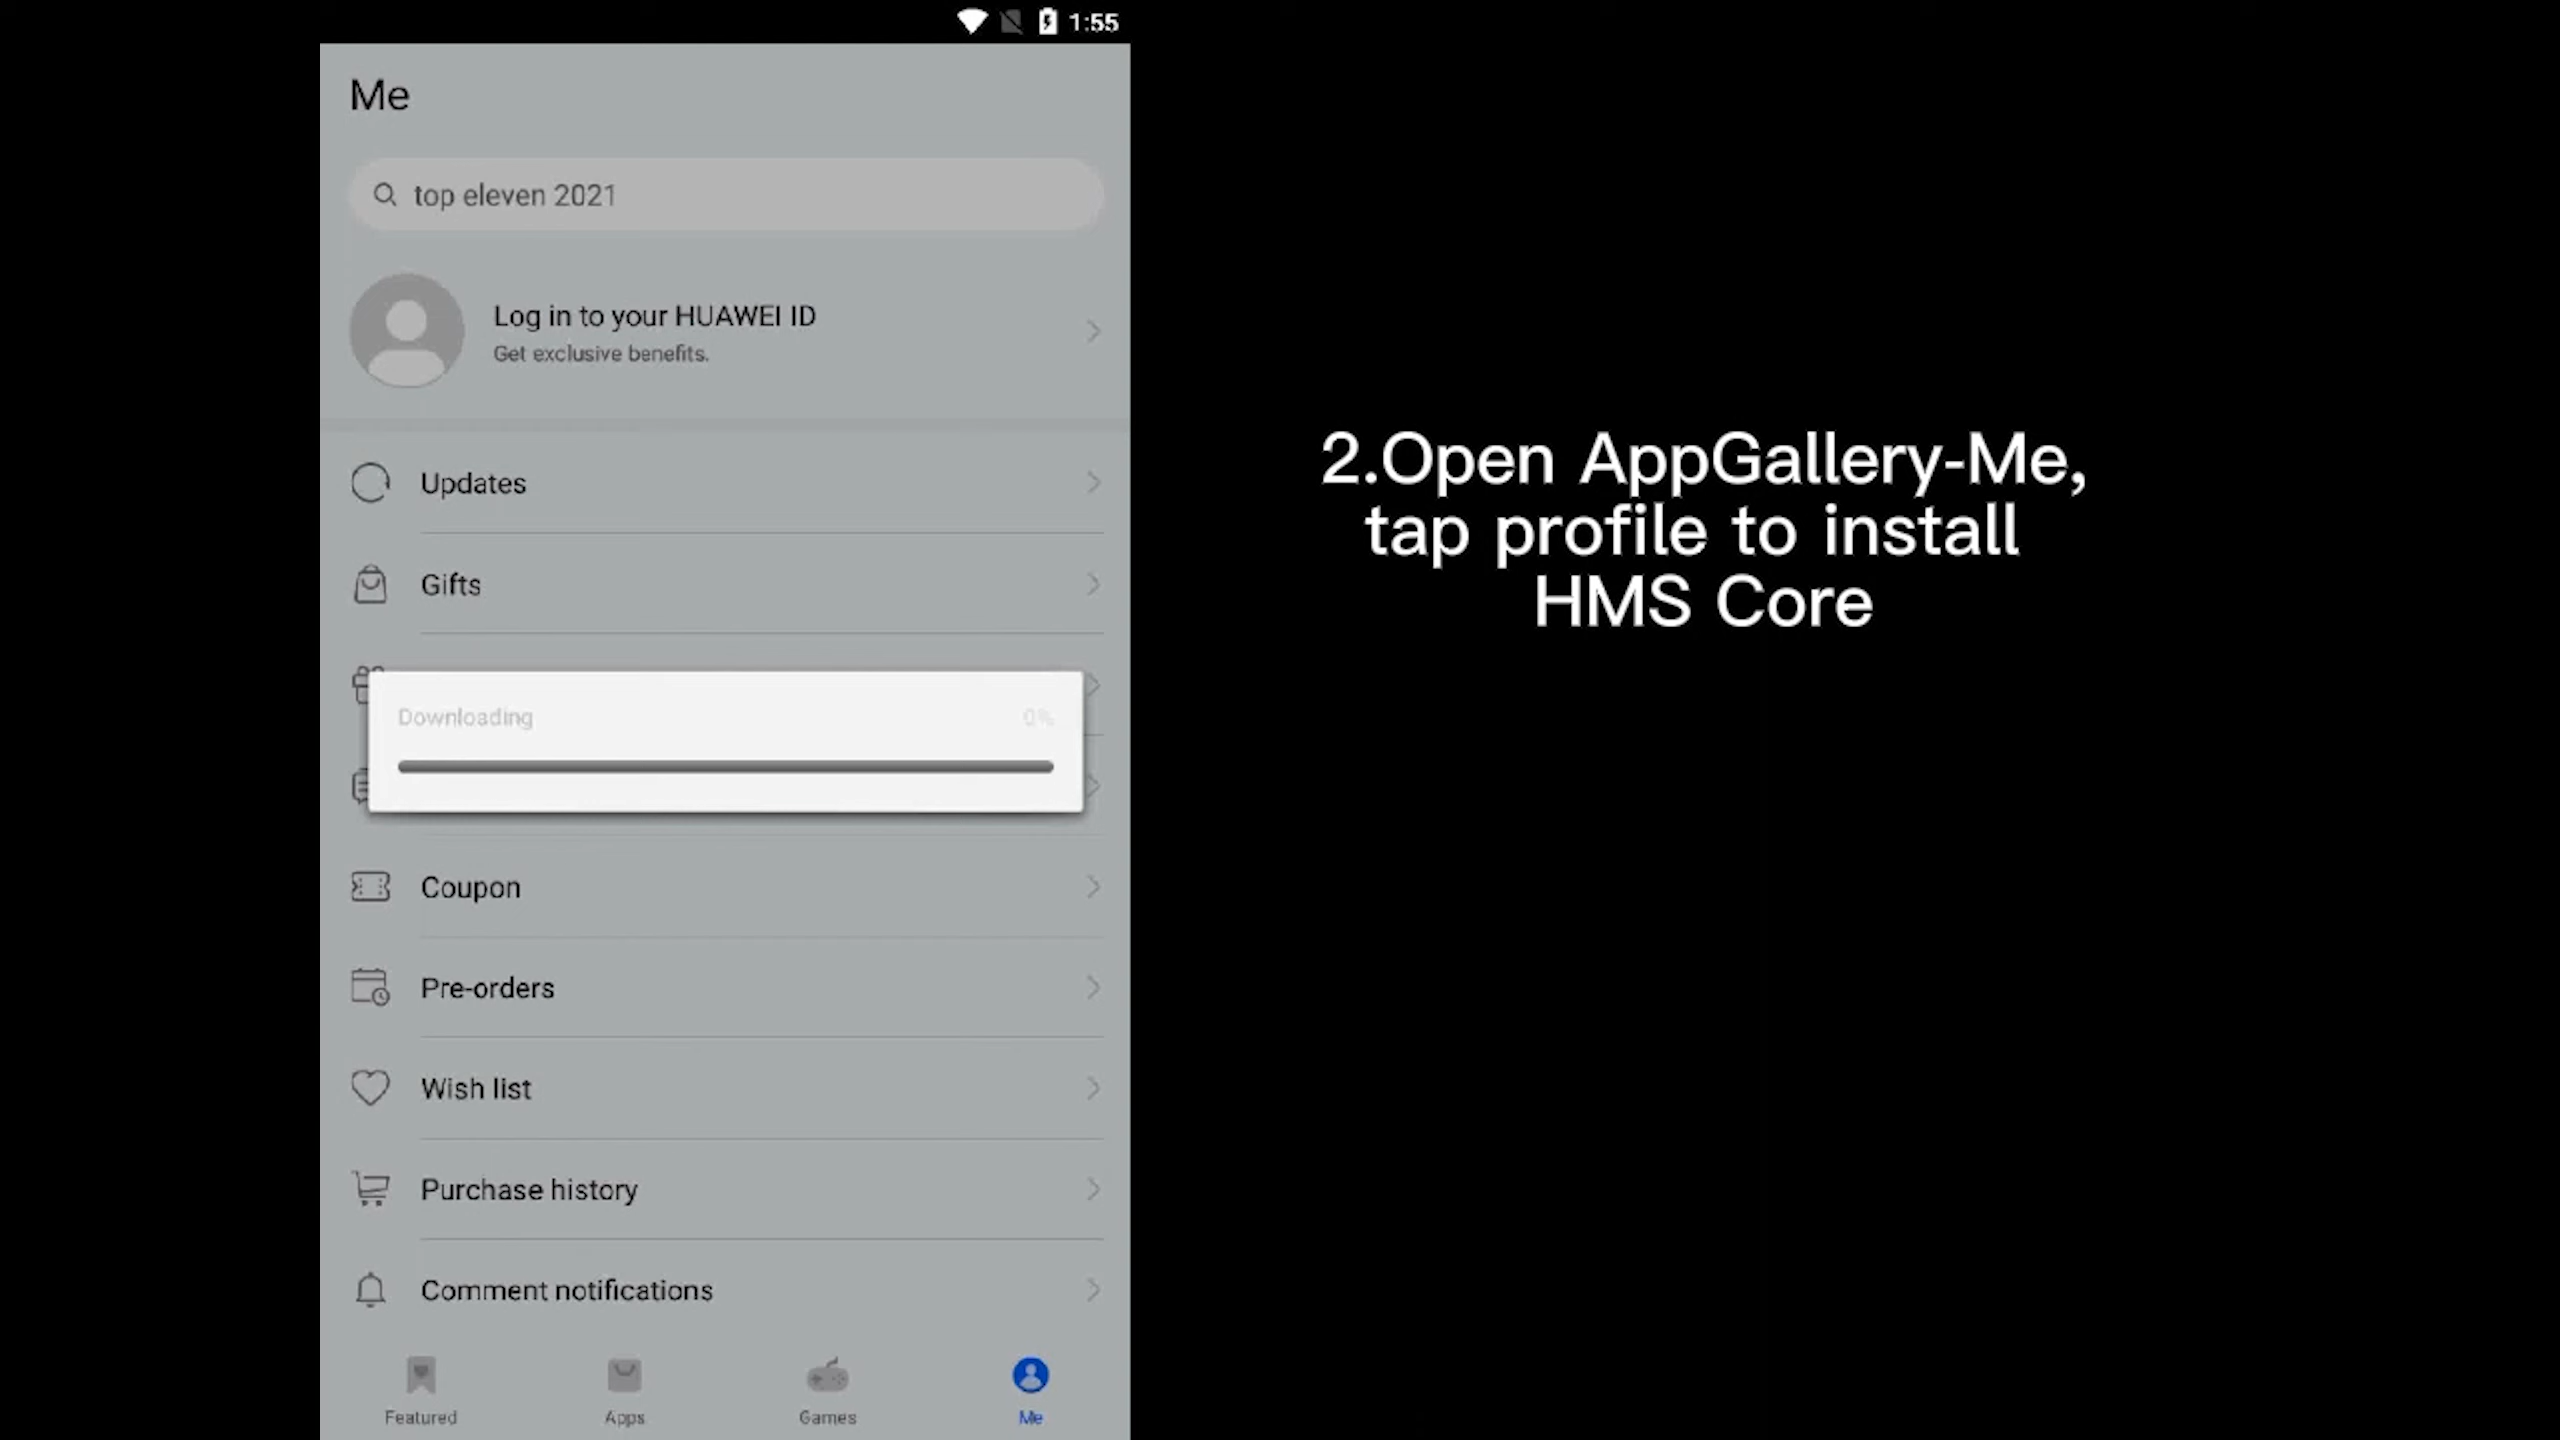 1:55
Me
top eleven 2021
Log in to your HUAWEI ID
Get exclusive benefits.
Updates
Gifts
Downloading 0%
Coupon
Pre-orders
Wish list
Purchase history
Comment notifications
Featured Apps Games Me
2.Open AppGallery-Me,
tap profile to install
HMS Core